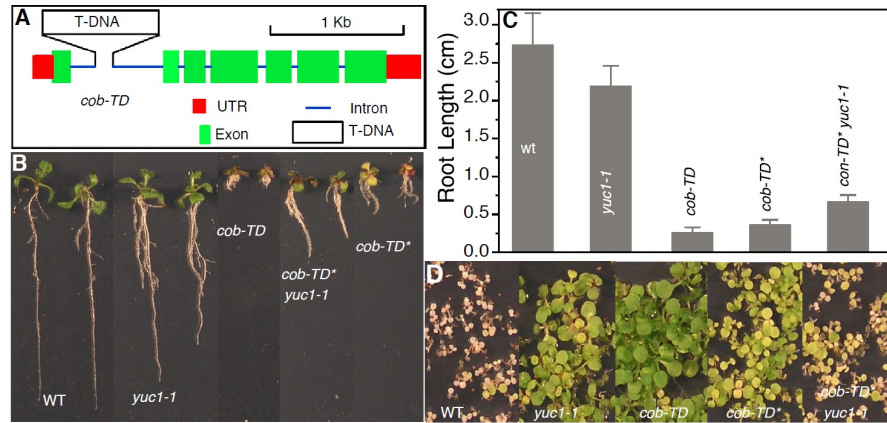 A
T-DNA
1 Kb
cob-TD
UTR
Intron
Exon
T-DNA
B
WT
yuc1-1
cob-TD
cob-TD*
yuc1-1
cob-TD*
C
Root Length (cm)
3.0
2.5
2.0
1.5
1.0
0.5
0.0
wt
yuc1-1
cob-TD
cob-TD*
con-TD* yuc1-1
D
WT
yuc1-1
cob-TD
cob-TD*
cob-TD*
yuc1-1